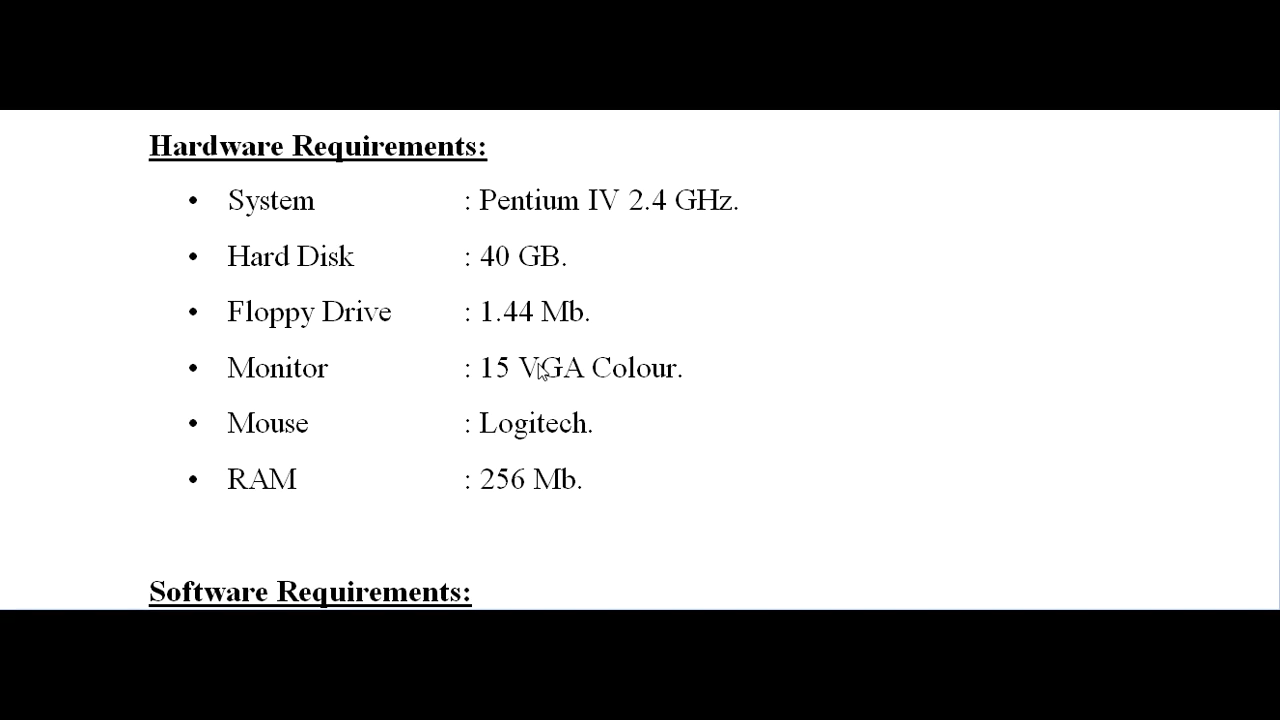 Hardware Requirements:
• System : Pentium IV 2.4 GHz.
• Hard Disk : 40 GB.
• Floppy Drive : 1.44 Mb.
• Monitor : 15 VGA Colour.
• Mouse : Logitech.
• RAM : 256 Mb.
Software Requirements: